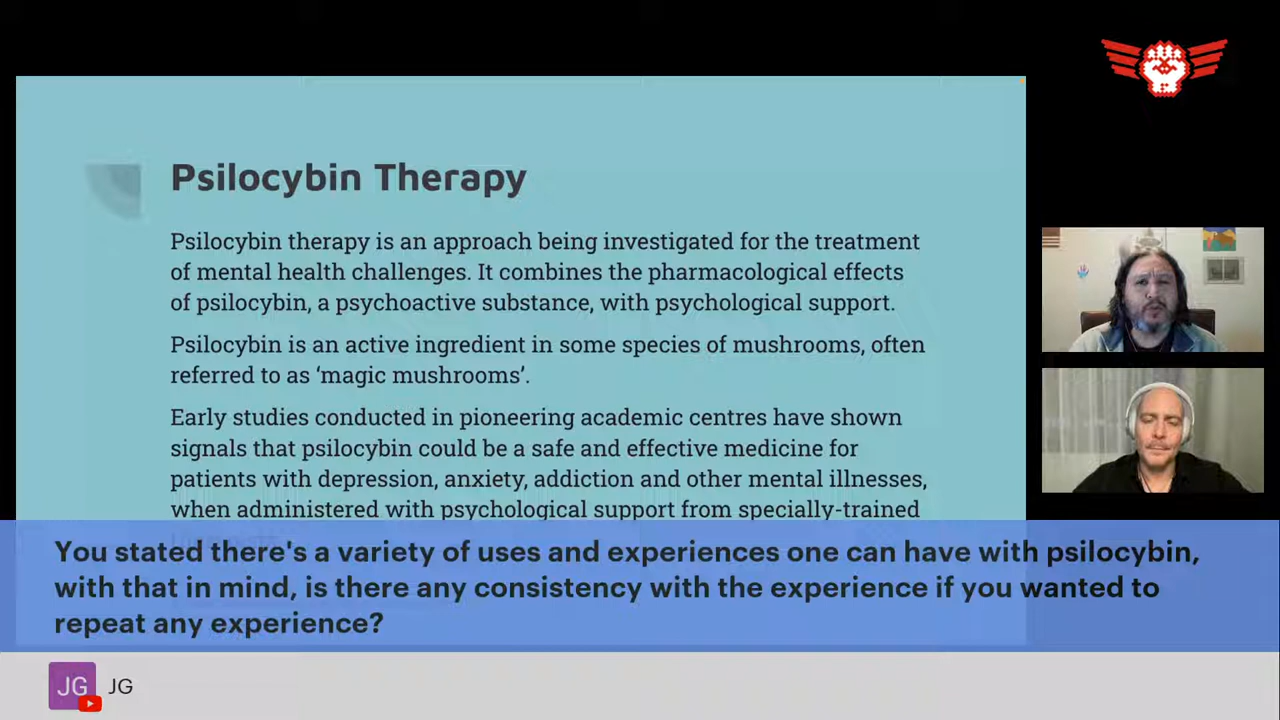 Psilocybin Therapy
Psilocybin therapy is an approach being investigated for the treatment
of mental health challenges. It combines the pharmacological effects
of psilocybin, a psychoactive substance, with psychological support.
Psilocybin is an active ingredient in some species of mushrooms, often
referred to as ‘magic mushrooms’.
Early studies conducted in pioneering academic centres have shown
signals that psilocybin could be a safe and effective medicine for
patients with depression, anxiety, addiction and other mental illnesses,
when administered with psychological support from specially-trained
You stated there's a variety of uses and experiences one can have with psilocybin,
with that in mind, is there any consistency with the experience if you wanted to
repeat any experience?
JG JG